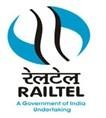 रेलटेल
RAILTEL
A Government of India
Undertaking